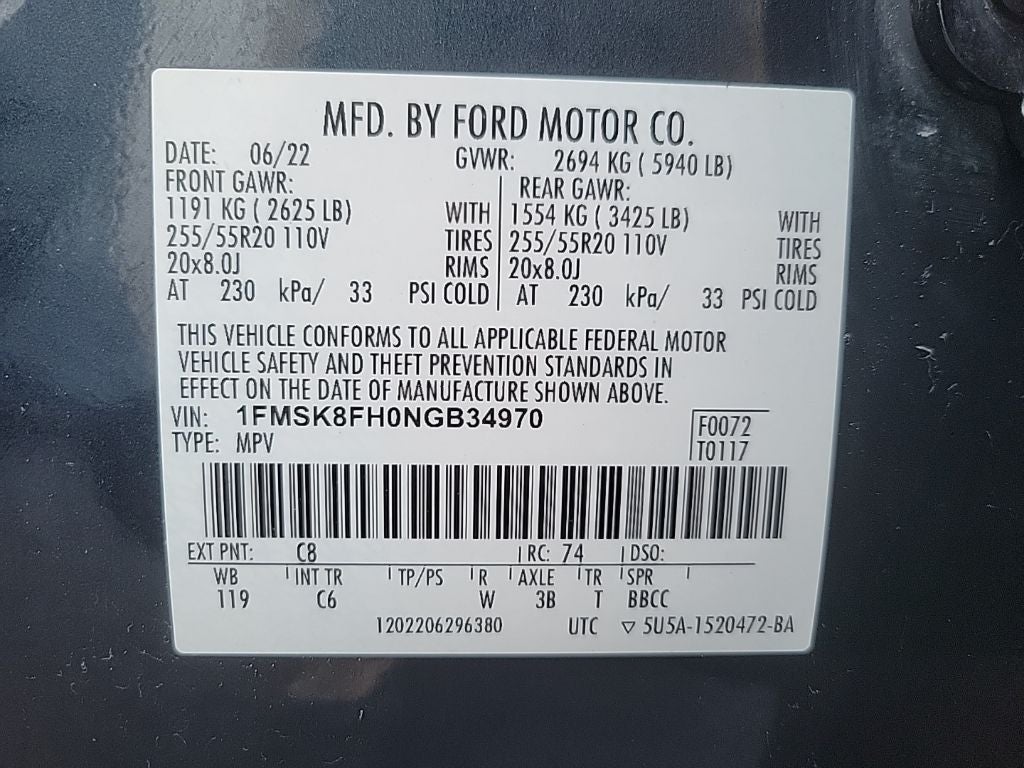 MFD. BY FORD MOTOR CO.
DATE: 06/22 GVWR: 2694 KG ( 5940 LB)
FRONT GAWR: REAR GAWR:
1191 KG ( 2625 LB) WITH 1554 KG ( 3425 LB) WITH
255/55R20 110V TIRES 255/55R20 110V TIRES
20x8.0J RIMS 20x8.0J RIMS
AT 230 kPa/ 33 PSI COLD AT 230 kPa/ 33 PSI COLD
THIS VEHICLE CONFORMS TO ALL APPLICABLE FEDERAL MOTOR
VEHICLE SAFETY AND THEFT PREVENTION STANDARDS IN
EFFECT ON THE DATE OF MANUFACTURE SHOWN ABOVE.
VIN: 1FMSK8FH0NGB34970 F0072
TYPE: MPV T0117
EXT PNT: C8 RC: 74 DSO:
WB INT TR TP/PS R AXLE TR SPR
119 C6 W 3B T BBCC
1202206296380 UTC ▽ 5U5A-1520472-BA